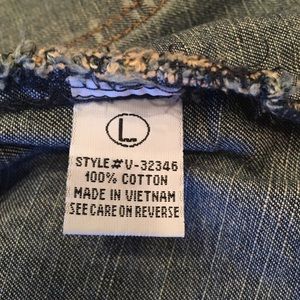 L
STYLE# V-32346
100% COTTON
MADE IN VIETNAM
SEE CARE ON REVERSE